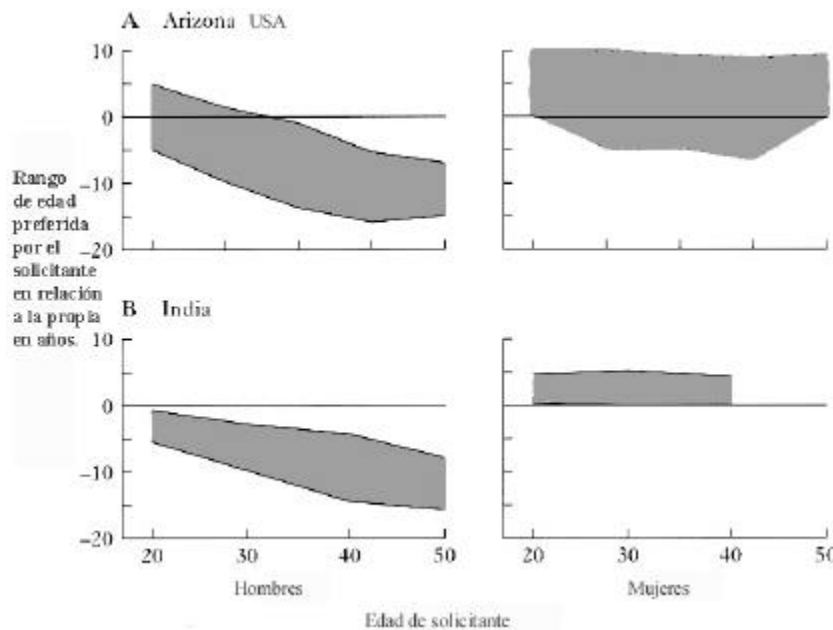 A Arizona USA
10
0
-10
-20
Rango
de edad
preferida
por el
solicitante
en relación
a la propia
en años.
B India
10
0
-10
-20
20 30 40 50
20 30 40 50
Hombres
Mujeres
Edad de solicitante